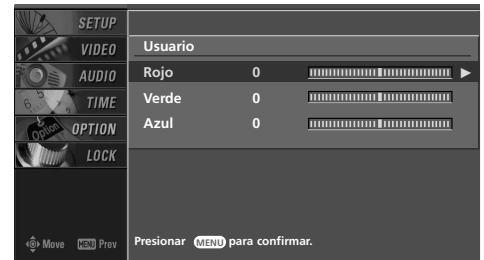 SETUP
VIDEO
AUDIO
TIME
OPTION
LOCK
Move MENU Prev
Usuario
Rojo 0
Verde 0
Azul 0
Presionar MENU para confirmar.